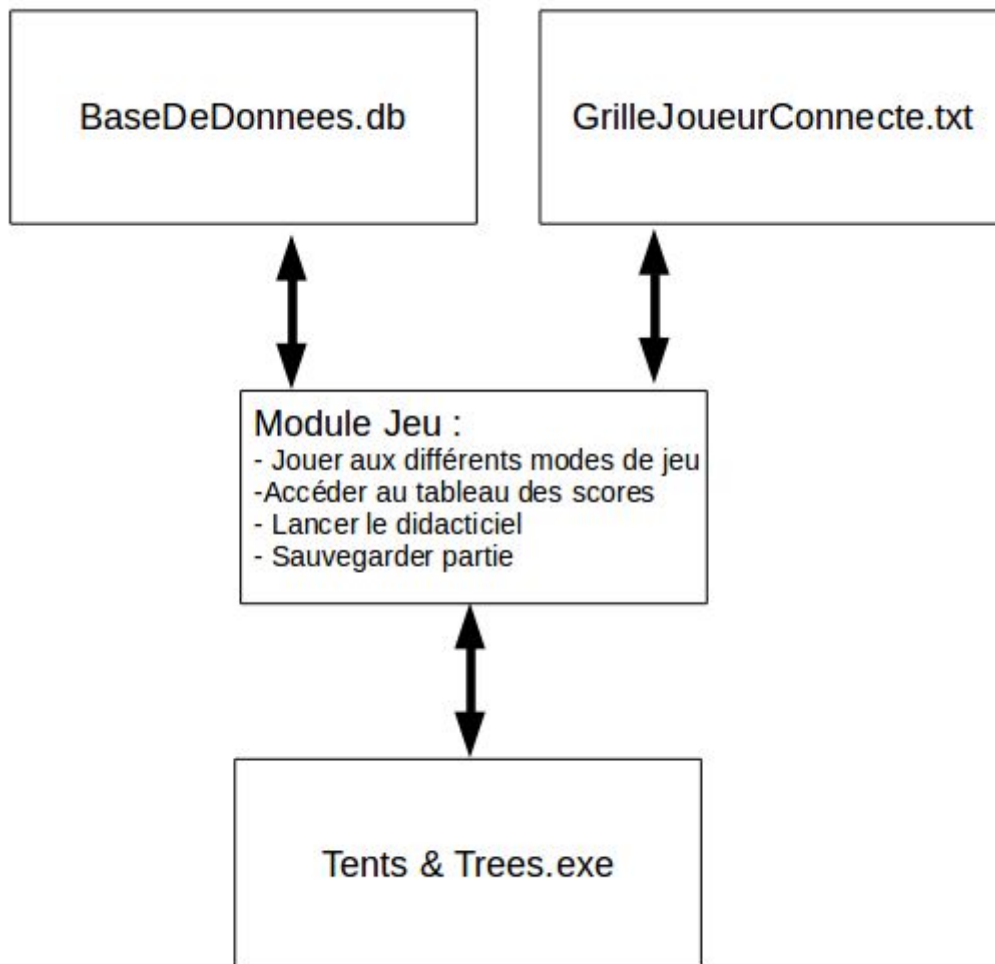 BaseDeDonnees.db
GrilleJoueurConnecte.txt
Module Jeu :
- Jouer aux différents modes de jeu
-Accéder au tableau des scores
- Lancer le didacticiel
- Sauvegarder partie
Tents & Trees.exe